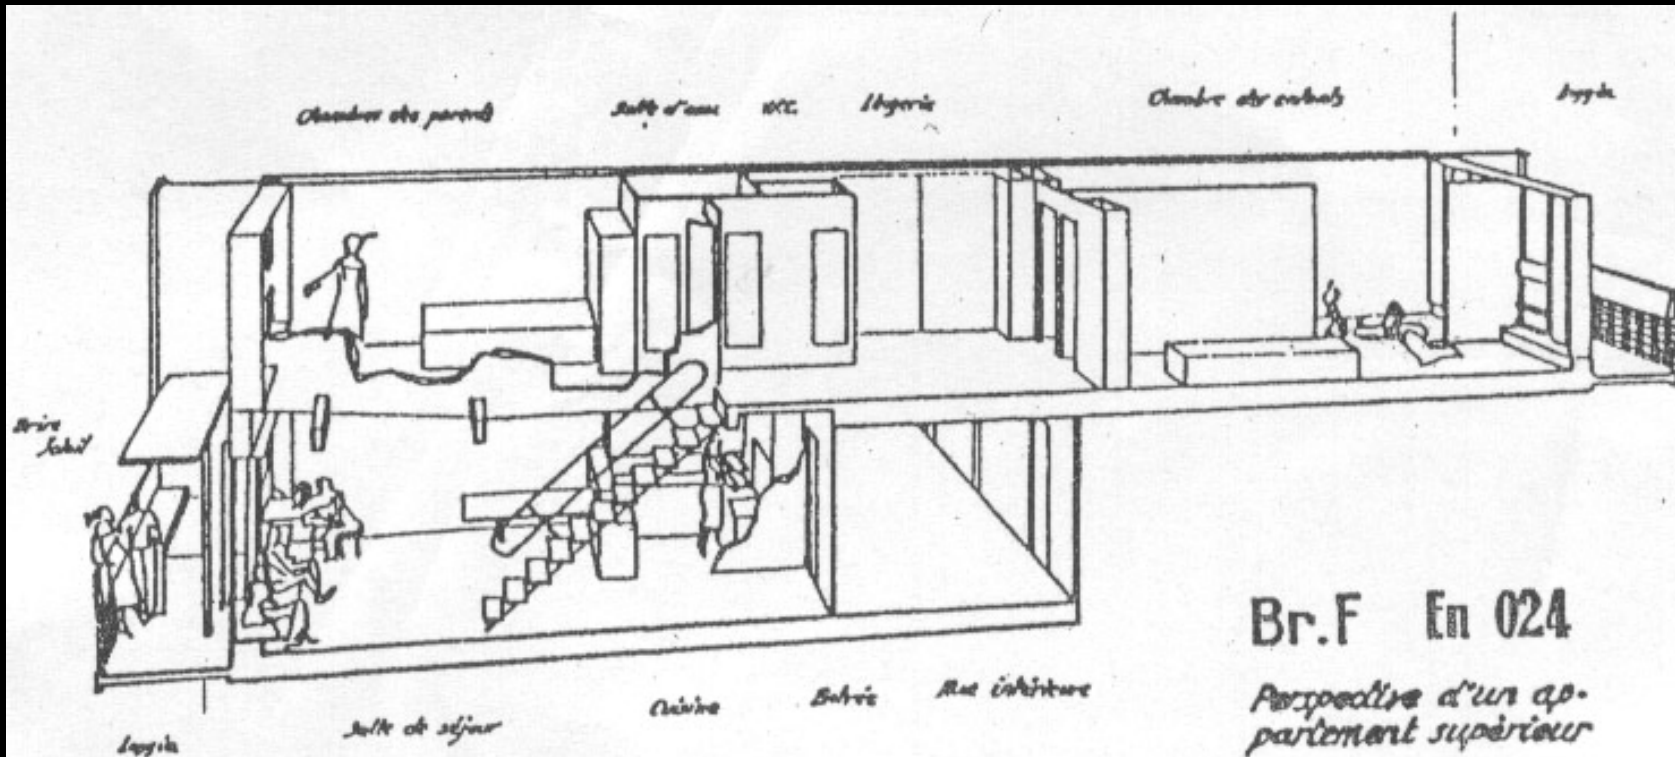 Chambre des parents
Salle d'eau
W.C.
Lingerie
Chambre des enfants
Loggia
Brise
Soleil
Cuisine
Entrée
Rue intérieure
Salle de séjour
Loggia
Br.F En 024
Perspective d'un ap-
partement supérieur